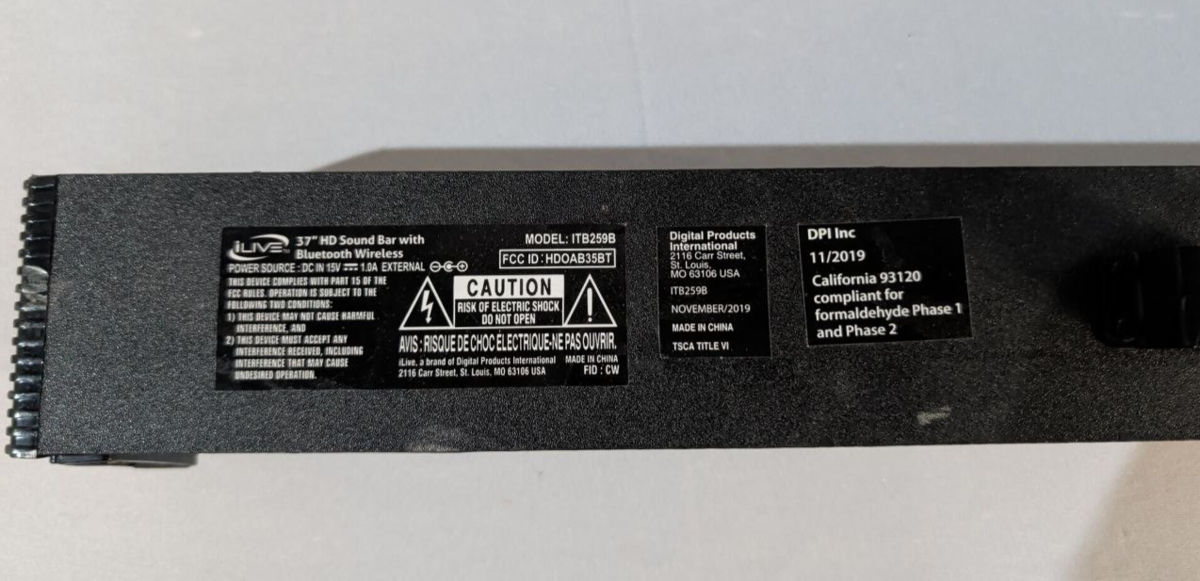 iLIVE
37" HD Sound Bar with
Bluetooth Wireless
MODEL: ITB259B
FCC ID: HDOAB35BT
POWER SOURCE : DC IN 15V ⎓ 1.0A EXTERNAL
THIS DEVICE COMPLIES WITH PART 15 OF THE
FCC RULES. OPERATION IS SUBJECT TO THE
FOLLOWING TWO CONDITIONS:
1) THIS DEVICE MAY NOT CAUSE HARMFUL
INTERFERENCE, AND
2) THIS DEVICE MUST ACCEPT ANY
INTERFERENCE RECEIVED, INCLUDING
INTERFERENCE THAT MAY CAUSE
UNDESIRED OPERATION.
CAUTION
RISK OF ELECTRIC SHOCK
DO NOT OPEN
AVIS : RISQUE DE CHOC ELECTRIQUE-NE PAS OUVRIR.
iLive, a brand of Digital Products International
2116 Carr Street, St. Louis, MO 63106 USA
MADE IN CHINA
FID : CW
Digital Products
International
2116 Carr Street,
St. Louis,
MO 63106 USA
ITB259B
NOVEMBER/2019
MADE IN CHINA
TSCA TITLE VI
DPI Inc
11/2019
California 93120
compliant for
formaldehyde Phase 1
and Phase 2